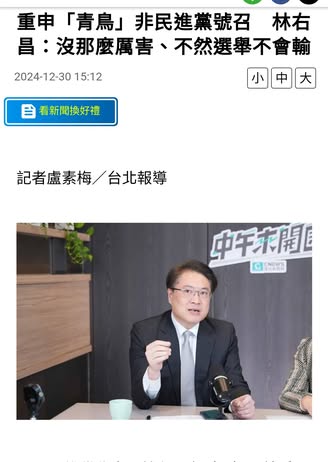 重申「青鳥」非民進黨號召　林右
昌：沒那麼厲害、不然選舉不會輸
2024-12-30 15:12
小 中 大
看新聞換好禮
記者盧素梅／台北報導
中午來開匯
CNEWS